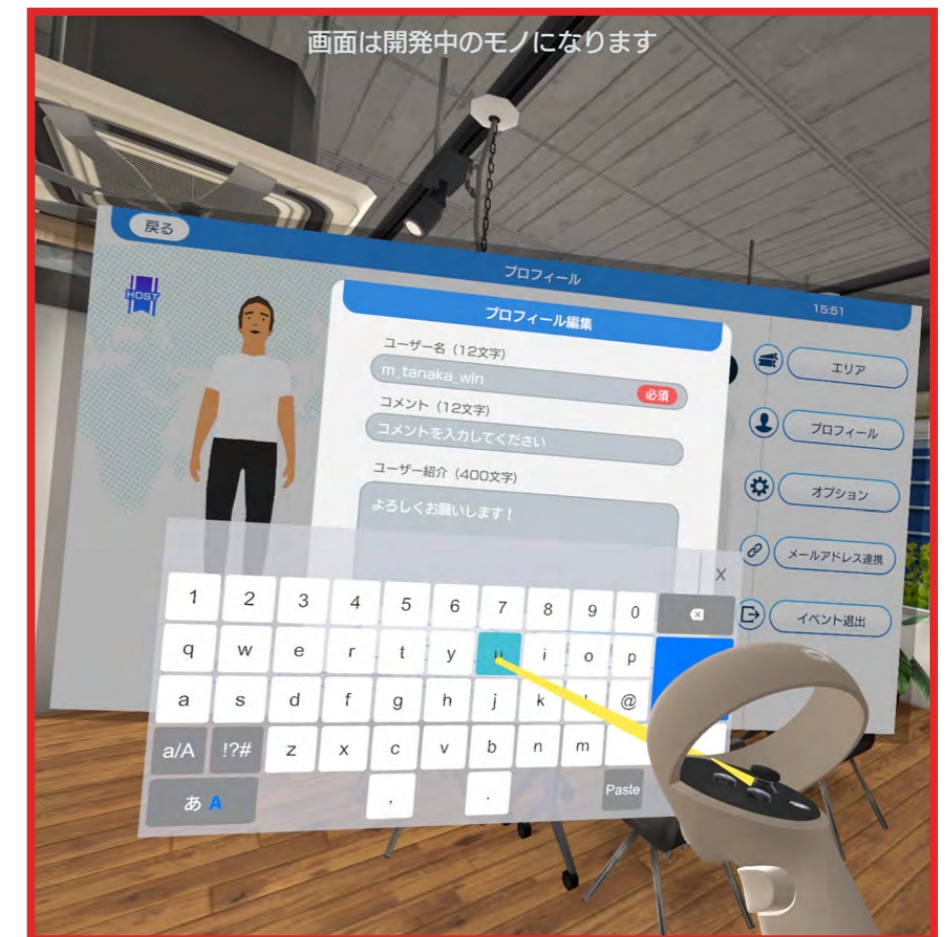 画面は開発中のモノになります
戻る
プロフィール
15:51
HOST
プロフィール編集
ユーザー名（12文字）
m_tanaka_win
必須
コメント（12文字）
コメントを入力してください
ユーザー紹介（400文字）
よろしくお願いします！
エリア
プロフィール
オプション
メールアドレス連携
イベント退出
X
1 2 3 4 5 6 7 8 9 0
q w e r t y u i o p
a s d f g h j k @
a/A !?# z x c v b n m
あ A , . Paste